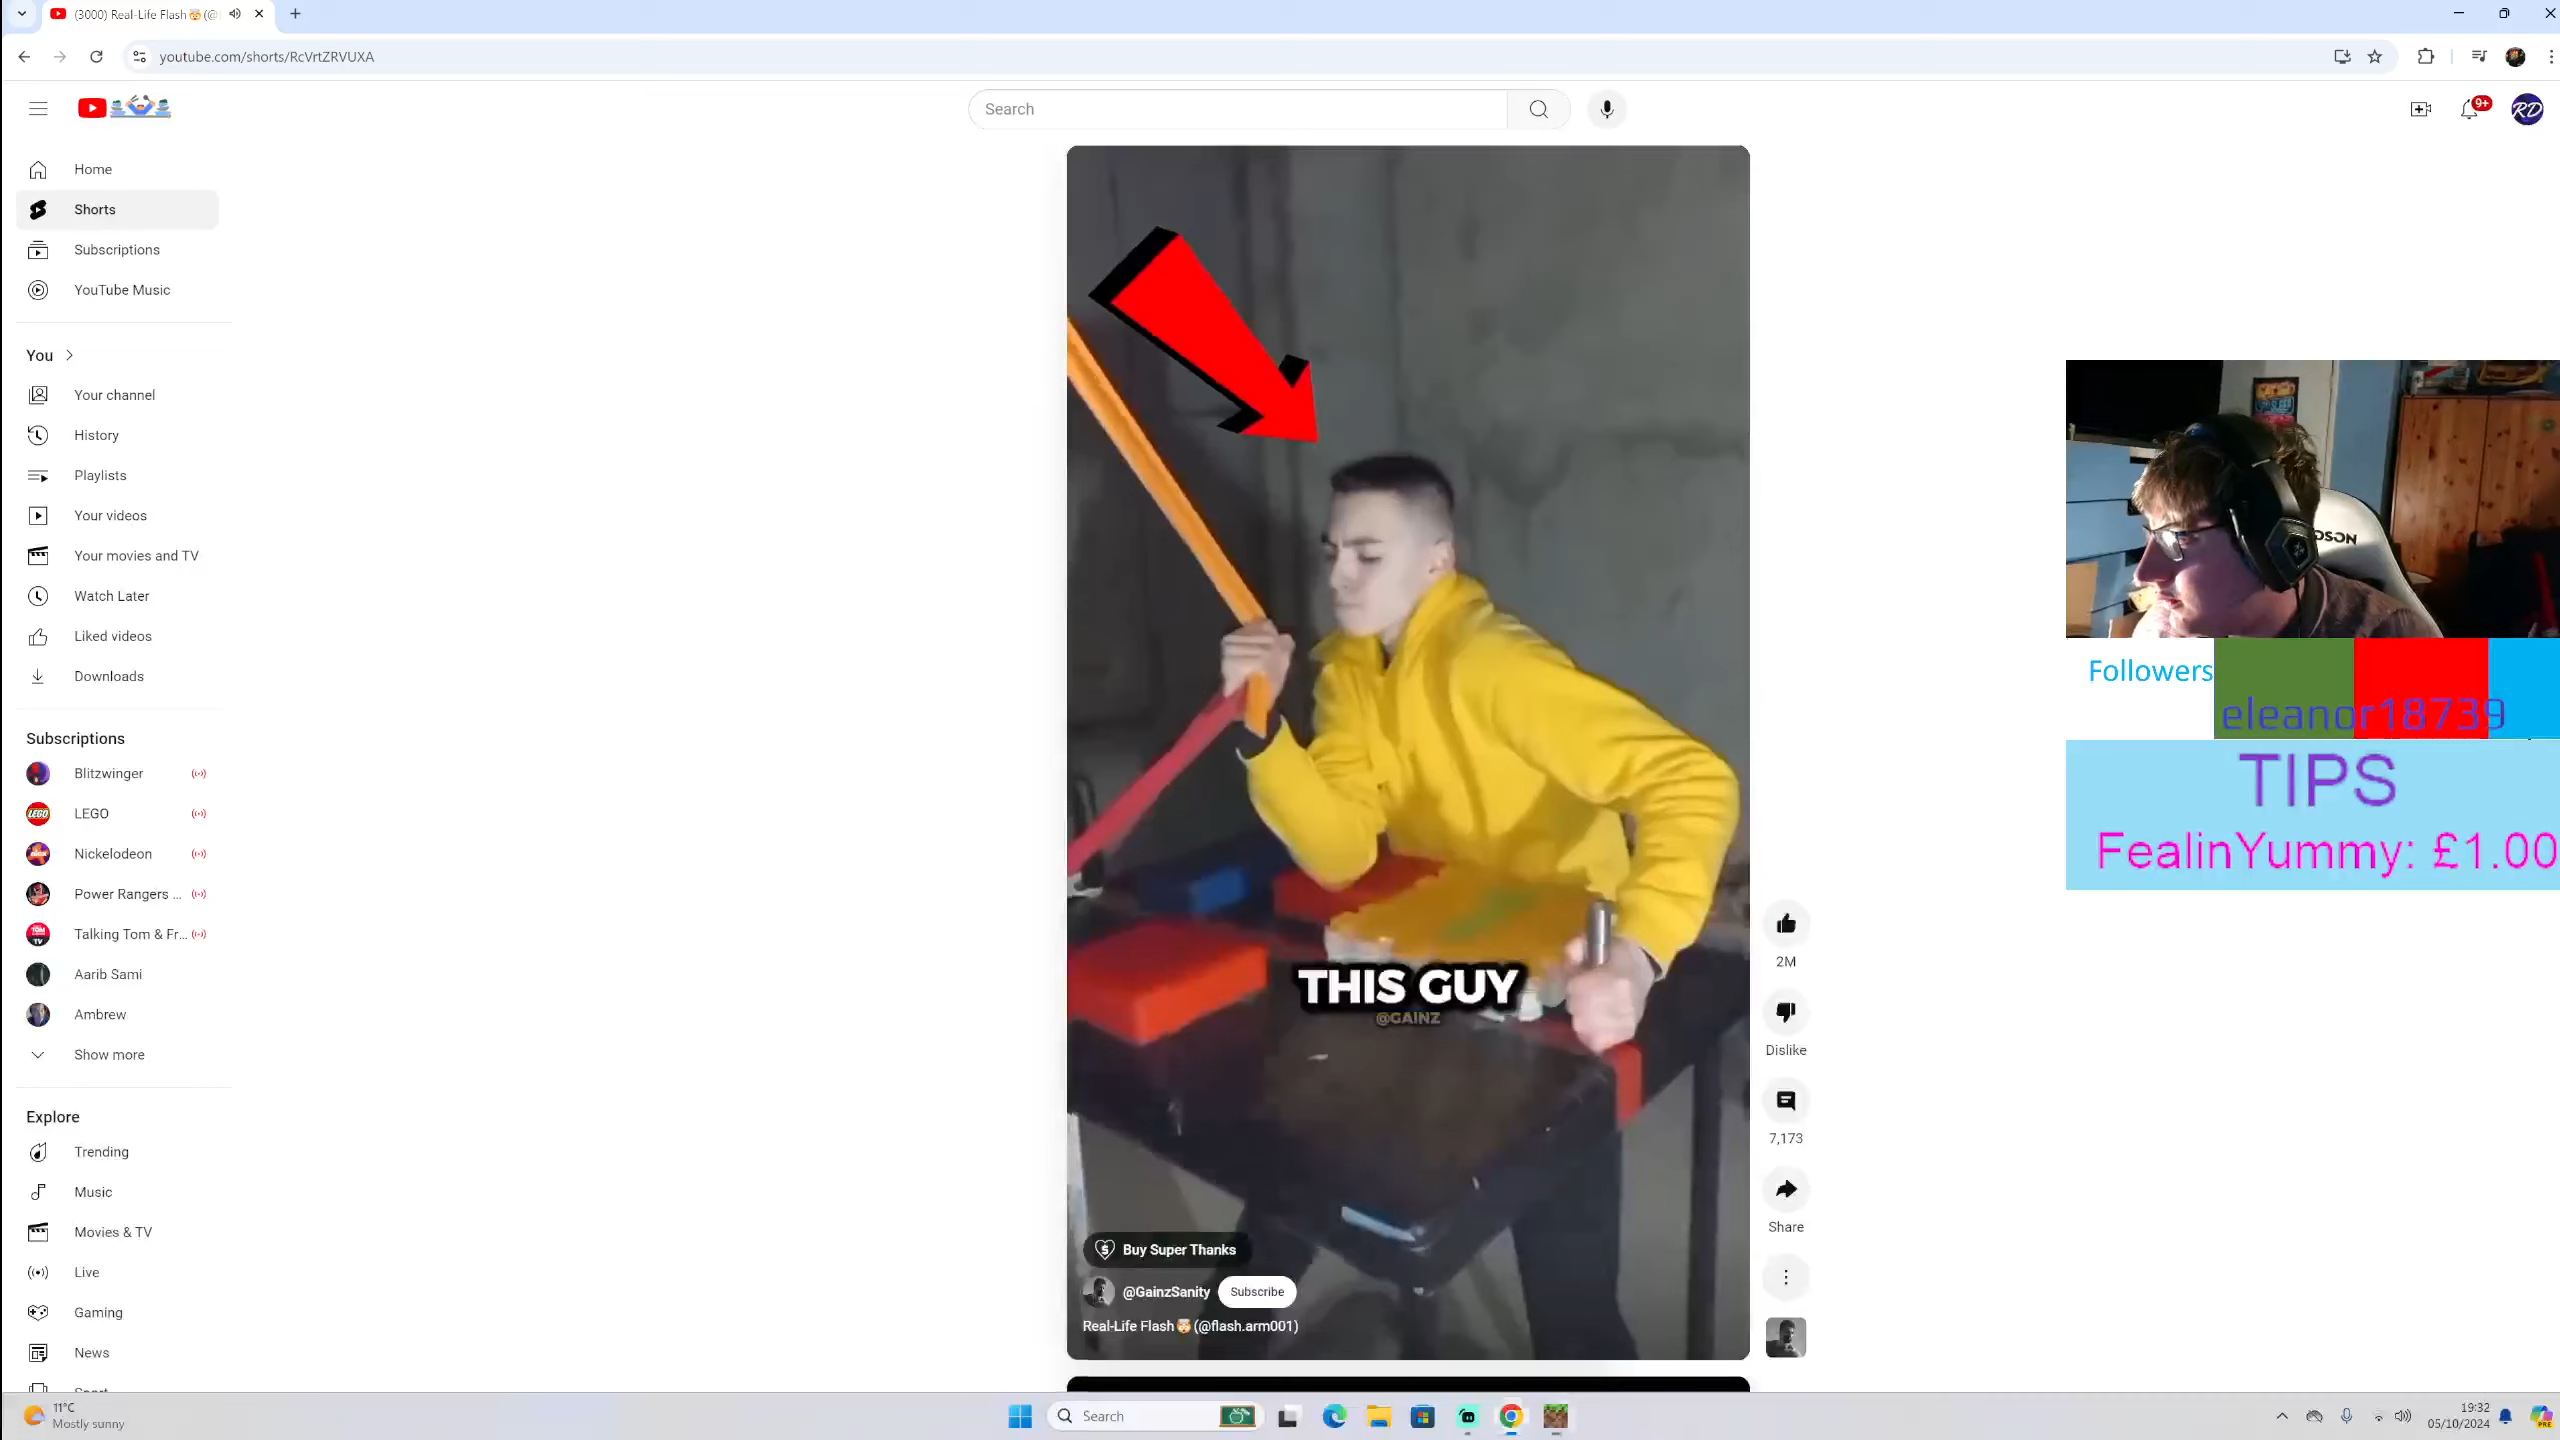 (3000) Real-Life Flash🤯(@
youtube.com/shorts/RcVrtZRVUXA
Search
9+
RD
Home
Shorts
Subscriptions
YouTube Music
You
Your channel
History
Playlists
Your videos
Your movies and TV
Watch Later
Liked videos
Downloads
Subscriptions
Blitzwinger
LEGO
Nickelodeon
Power Rangers ...
Talking Tom & Fr...
Aarib Sami
Ambrew
Show more
Explore
Trending
Music
Movies & TV
Live
Gaming
News
THIS GUY
@GAINZ
Buy Super Thanks
@GainzSanity
Subscribe
Real-Life Flash🤯(@flash.arm001)
2M
Dislike
7,173
Share
Followers
eleanor18739
TIPS
FealinYummy: £1.00
11°C
Mostly sunny
Search
19:32
05/10/2024
PRE